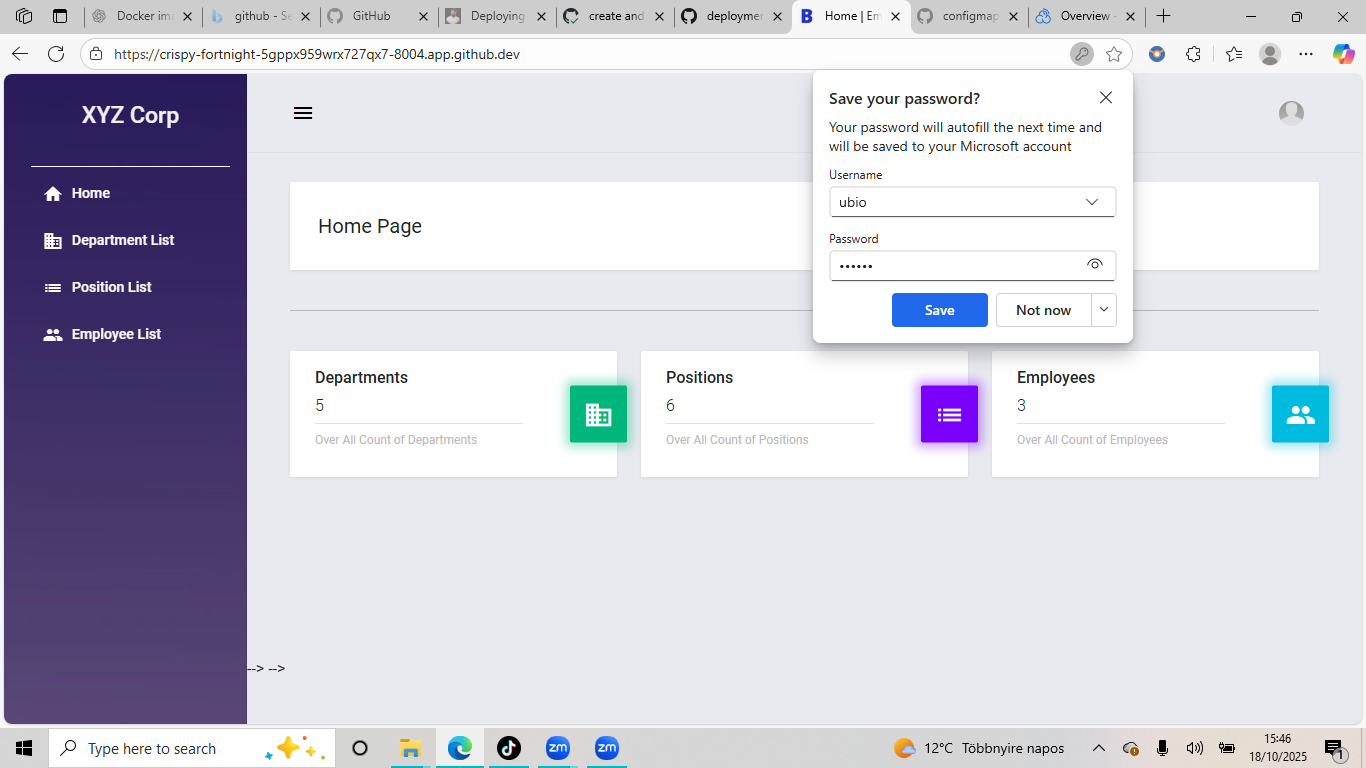 Docker ima
github - Se
GitHub
Deploying
create and
deploymen
Home | Em
configmap
Overview -
https://crispy-fortnight-5gppx959wrx727qx7-8004.app.github.dev
XYZ Corp
Home
Department List
Position List
Employee List
Home Page
Save your password?
Your password will autofill the next time and
will be saved to your Microsoft account
Username
ubio
Password
••••••
Save
Not now
Departments
5
Over All Count of Departments
Positions
6
Over All Count of Positions
Employees
3
Over All Count of Employees
--> -->
Type here to search
zm
zm
12°C Többnyire napos
15:46
18/10/2025
1